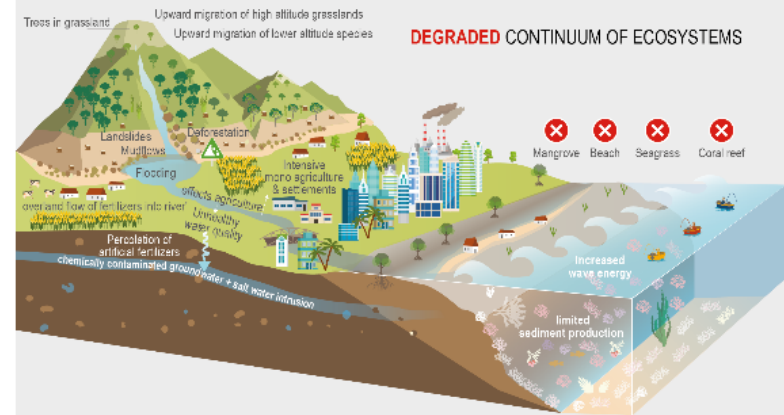 Upward migration of high altitude grasslands
Trees in grassland
Upward migration of lower altitude species
DEGRADED CONTINUUM OF ECOSYSTEMS
Landslides
Mudflows
Deforestation
Flooding
Intensive
mono agriculture
& settlements
Mangrove
Beach
Seagrass
Coral reef
effects agriculture
overland flow of fertilizers into river
Unhealthy
water quality
Percolation of
artificial fertilizers
chemically contaminated ground water + salt water intrusion
Increased
wave energy
limited
sediment production